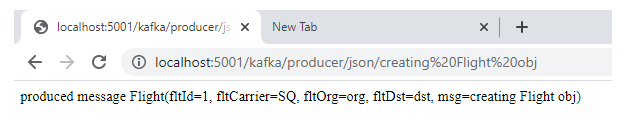 localhost:5001/kafka/producer/js
New Tab
localhost:5001/kafka/producer/json/creating%20Flight%20obj
produced message Flight(fltId=1, fltCarrier=SQ, fltOrg=org, fltDst=dst, msg=creating Flight obj)